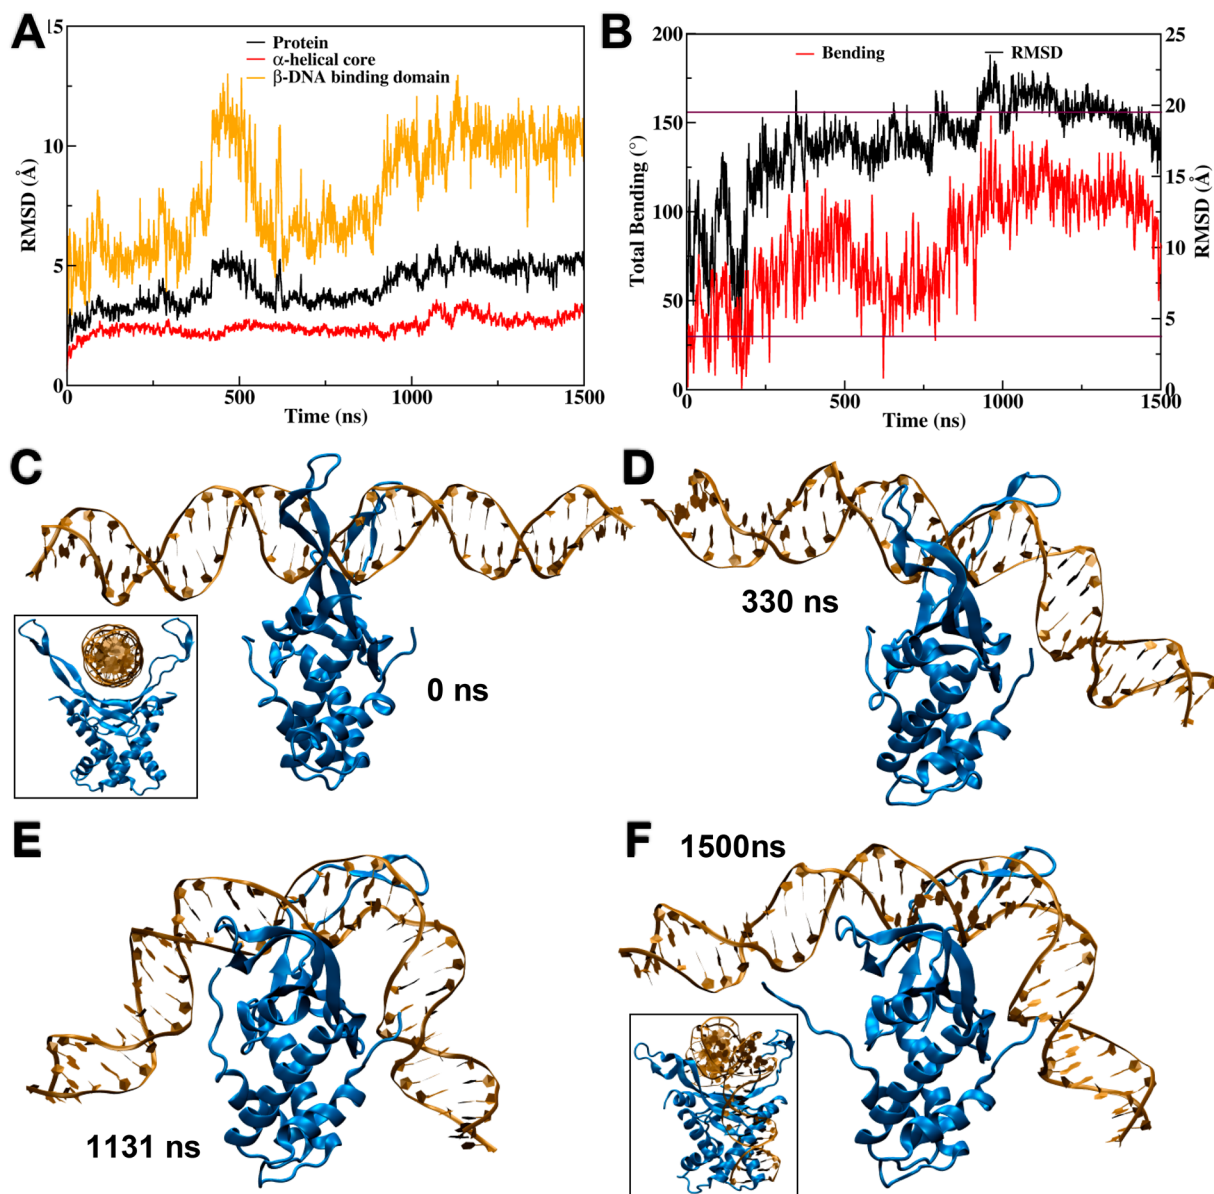 A
15
10
5
0
RMSD (Å)
Protein
α-helical core
β-DNA binding domain
0
500
1000
1500
Time (ns)
B
200
150
100
50
0
Total Bending (°)
Bending
RMSD
25
20
15
10
5
0
RMSD (Å)
0
500
1000
1500
Time (ns)
C
0 ns
D
330 ns
E
1131 ns
F
1500ns